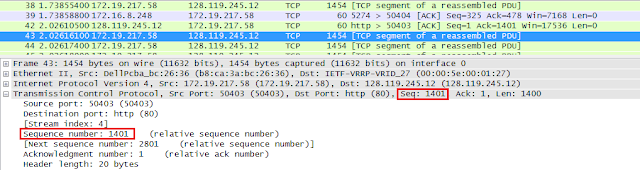 38 1.73855400 172.19.217.58 128.119.245.12 TCP 1454 [TCP segment of a reassembled PDU]
39 1.73858800 172.16.8.248 172.19.217.58 TCP 60 5274 > 50404 [ACK] Seq=325 Ack=478 Win=7168 Len=0
42 2.02610500 128.119.245.12 172.19.217.58 TCP 60 http > 50403 [ACK] Seq=1 Ack=1401 Win=17536 Len=0
43 2.02616100 172.19.217.58 128.119.245.12 TCP 1454 [TCP segment of a reassembled PDU]
44 2.02617400 172.19.217.58 128.119.245.12 TCP 1454 [TCP segment of a reassembled PDU]
Frame 43: 1454 bytes on wire (11632 bits), 1454 bytes captured (11632 bits) on interface 0
Ethernet II, Src: DellPcba_bc:26:36 (b8:ca:3a:bc:26:36), Dst: IETF-VRRP-VRID_27 (00:00:5e:00:01:27)
Internet Protocol Version 4, Src: 172.19.217.58 (172.19.217.58), Dst: 128.119.245.12 (128.119.245.12)
Transmission Control Protocol, Src Port: 50403 (50403), Dst Port: http (80), Seq: 1401, Ack: 1, Len: 1400
Source port: 50403 (50403)
Destination port: http (80)
[Stream index: 4]
Sequence number: 1401 (relative sequence number)
[Next sequence number: 2801 (relative sequence number)]
Acknowledgment number: 1 (relative ack number)
Header length: 20 bytes